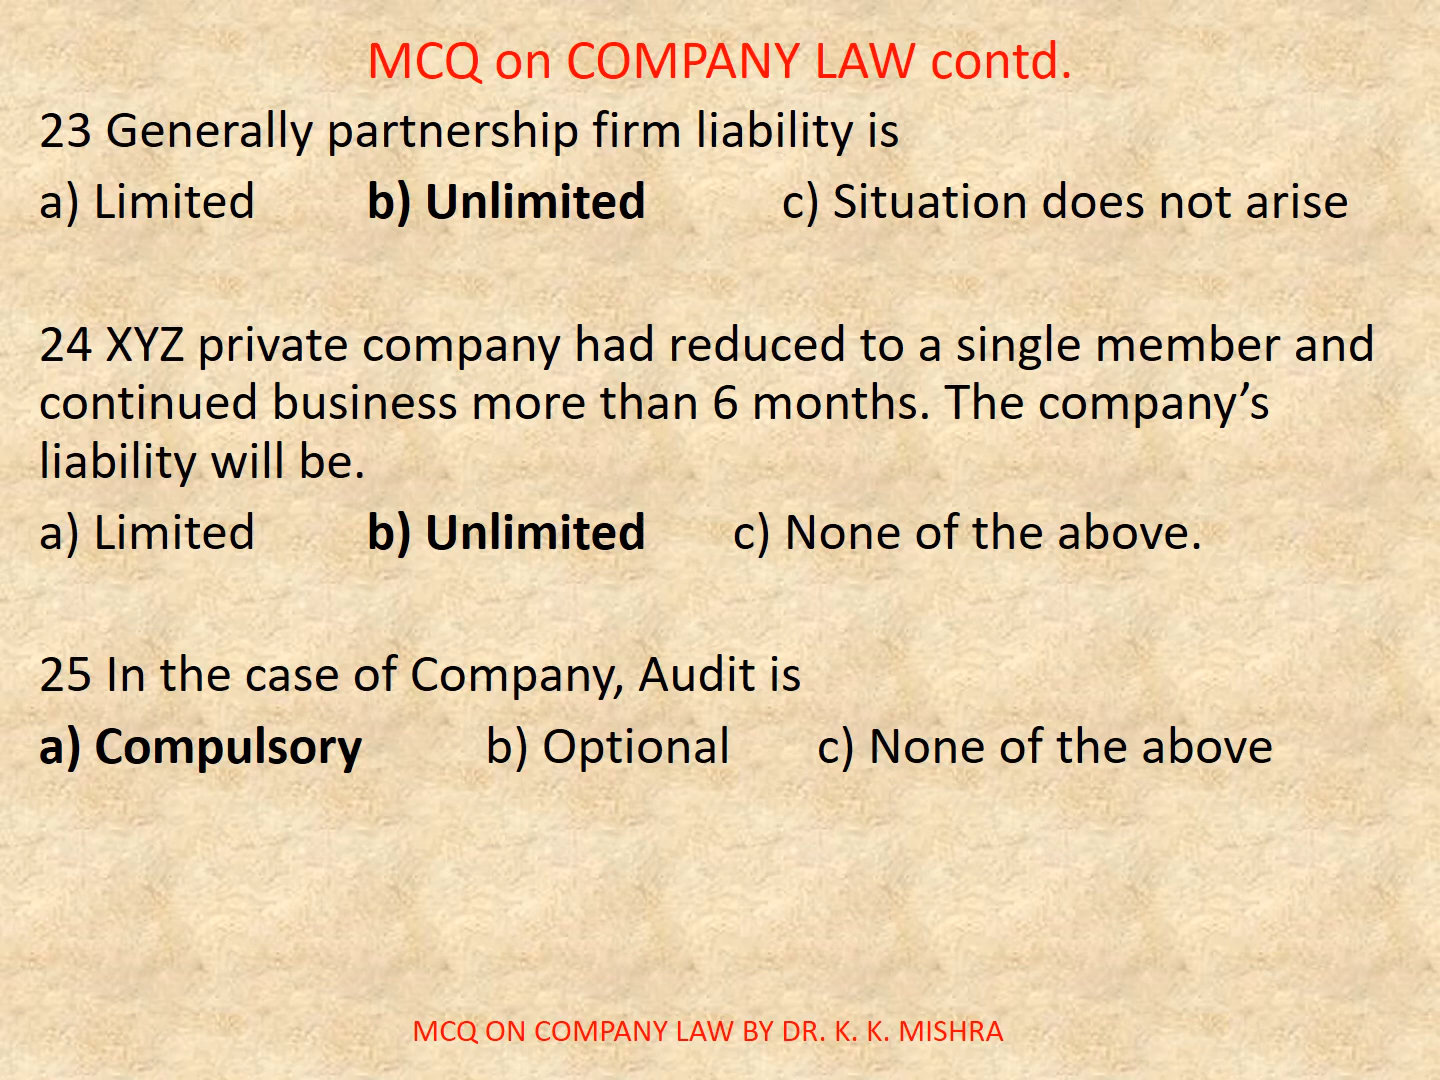 MCQ on COMPANY LAW contd.
23 Generally partnership firm liability is
a) Limited b) Unlimited c) Situation does not arise
24 XYZ private company had reduced to a single member and
continued business more than 6 months. The company’s
liability will be.
a) Limited b) Unlimited c) None of the above.
25 In the case of Company, Audit is
a) Compulsory b) Optional c) None of the above
MCQ ON COMPANY LAW BY DR. K. K. MISHRA